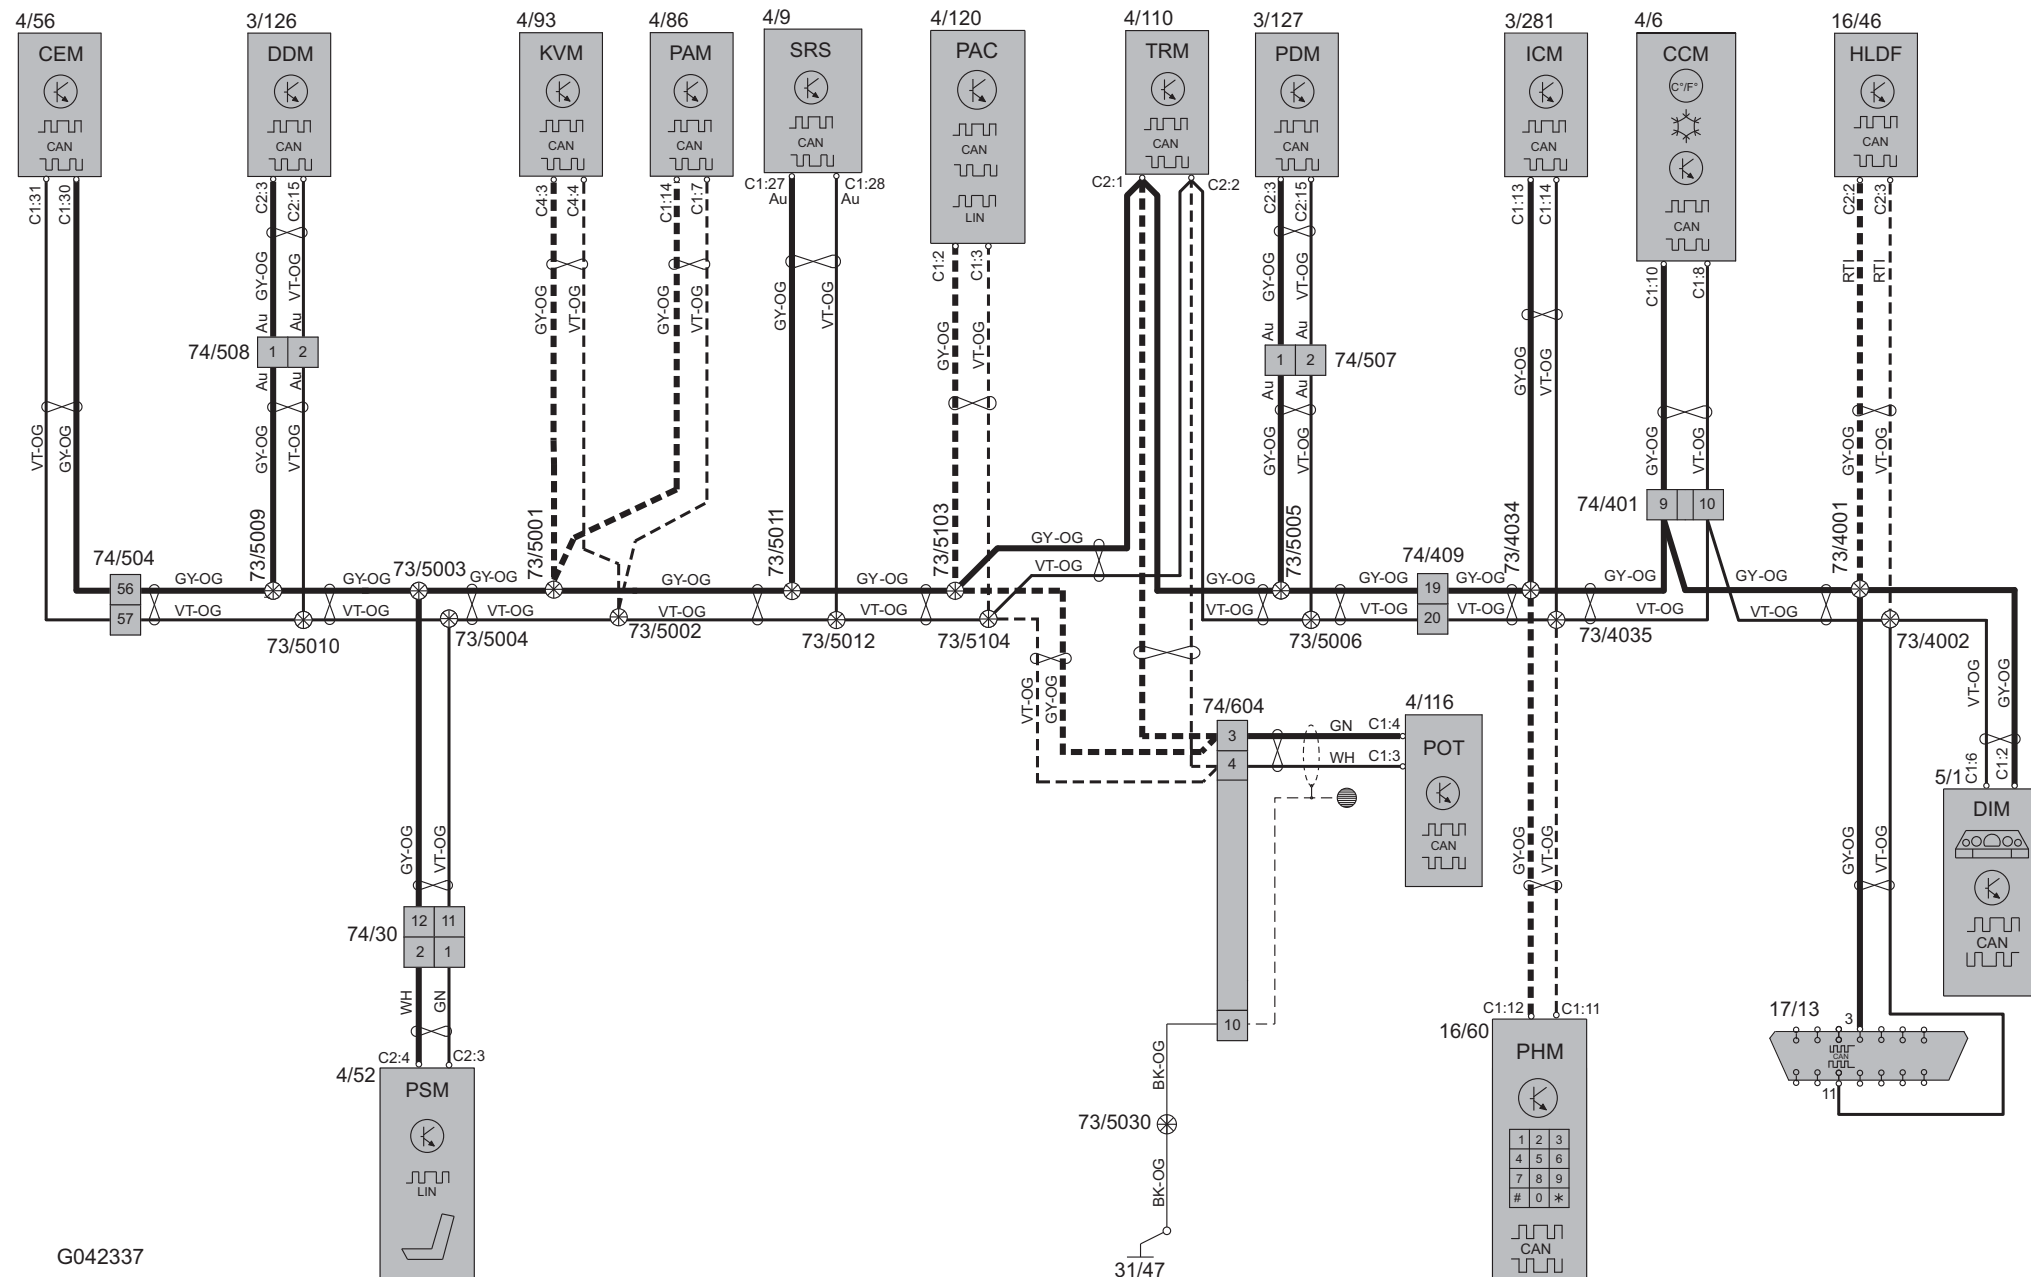 4/56 3/126 4/93 4/86 4/9 4/120 4/110 3/127 3/281 4/6 16/46
CEM DDM KVM PAM SRS PAC TRM PDM ICM CCM HLDF
C°/F°
CAN CAN CAN CAN CAN CAN CAN CAN CAN CAN CAN
LIN
C1:31 C1:30 C2:3 C2:15 C4:3 C4:4 C1:14 C1:7 C1:27 C1:28 C1:2 C1:3 C2:1 C2:2 C2:3 C2:15 C1:13 C1:14 C1:10 C1:8 C2:2 C2:3
Au Au
RTI RTI
GY-OG VT-OG GY-OG VT-OG GY-OG VT-OG GY-OG VT-OG GY-OG VT-OG GY-OG VT-OG GY-OG VT-OG
Au Au Au Au
74/508 1 2 1 2 74/507
Au Au Au Au
VT-OG GY-OG GY-OG VT-OG GY-OG VT-OG GY-OG VT-OG GY-OG VT-OG
74/401 9 10
73/5009 73/5001 73/5011 73/5103 73/5005 73/4034 73/4001
GY-OG
74/504 73/5003 VT-OG 74/409
56 GY-OG GY-OG GY-OG GY-OG GY-OG GY-OG GY-OG 19 GY-OG GY-OG GY-OG
57 VT-OG VT-OG VT-OG VT-OG VT-OG VT-OG VT-OG 20 VT-OG VT-OG VT-OG
73/5010 73/5004 73/5002 73/5012 73/5104 73/5006 73/4035 73/4002
VT-OG GY-OG VT-OG GY-OG
74/604 4/116
3 GN C1:4 POT
4 WH C1:3
CAN
5/1 C1:6 C1:2
DIM
CAN
GY-OG VT-OG GY-OG VT-OG GY-OG VT-OG
74/30 12 11
2 1
WH GN
C2:4 C2:3
4/52 PSM
LIN
10
BK-OG
73/5030
BK-OG
31/47
C1:12 C1:11
16/60 PHM
1 2 3
4 5 6
7 8 9
# 0 *
CAN
17/13 3
CAN
11
G042337